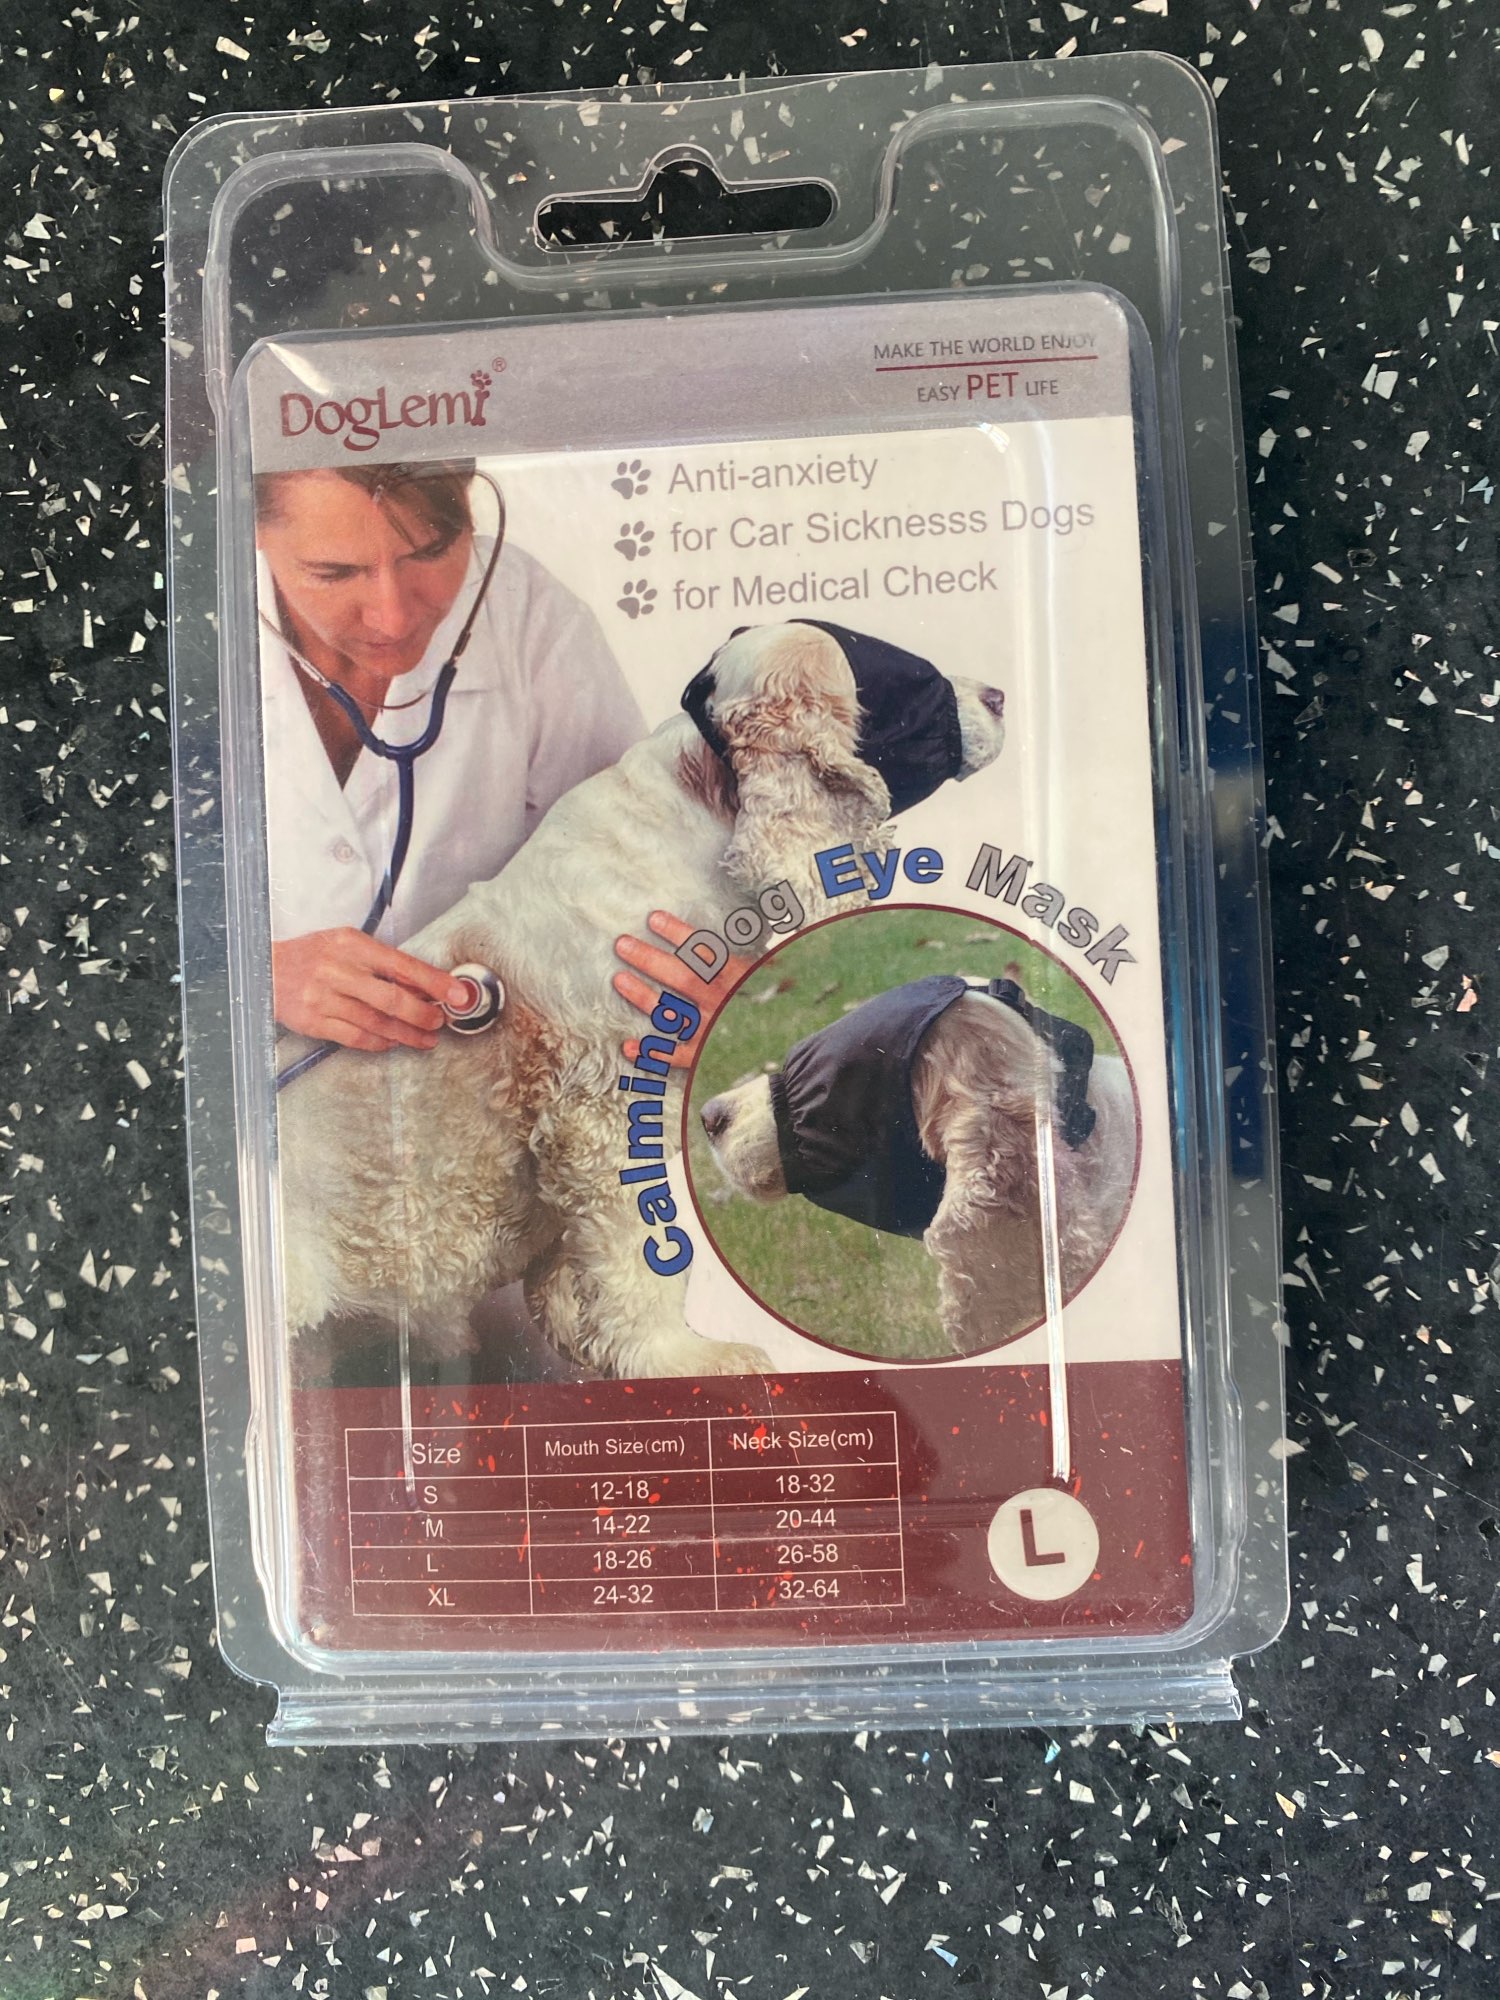 DogLemi®
MAKE THE WORLD ENJOY
EASY PET LIFE
Anti-anxiety
for Car Sicknesss Dogs
for Medical Check
Calming Dog Eye Mask
Size Mouth Size(cm) Neck Size(cm)
S 12-18 18-32
M 14-22 20-44
L 18-26 26-58
XL 24-32 32-64
L